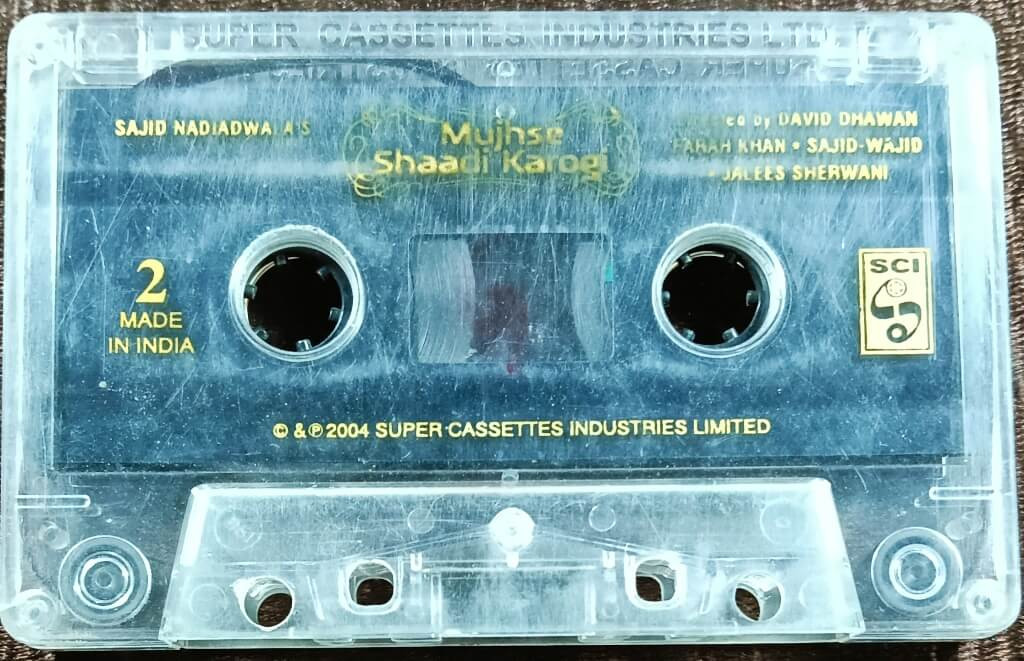 SUPER CASSETTES INDUSTRIES LTD
SAJID NADIADWALA'S
Mujhse
Shaadi Karogi
by DAVID DHAWAN
FARAH KHAN • SAJID-WAJID
• JALEES SHERWANI
2
MADE
IN INDIA
SCI
© & ℗ 2004 SUPER CASSETTES INDUSTRIES LIMITED